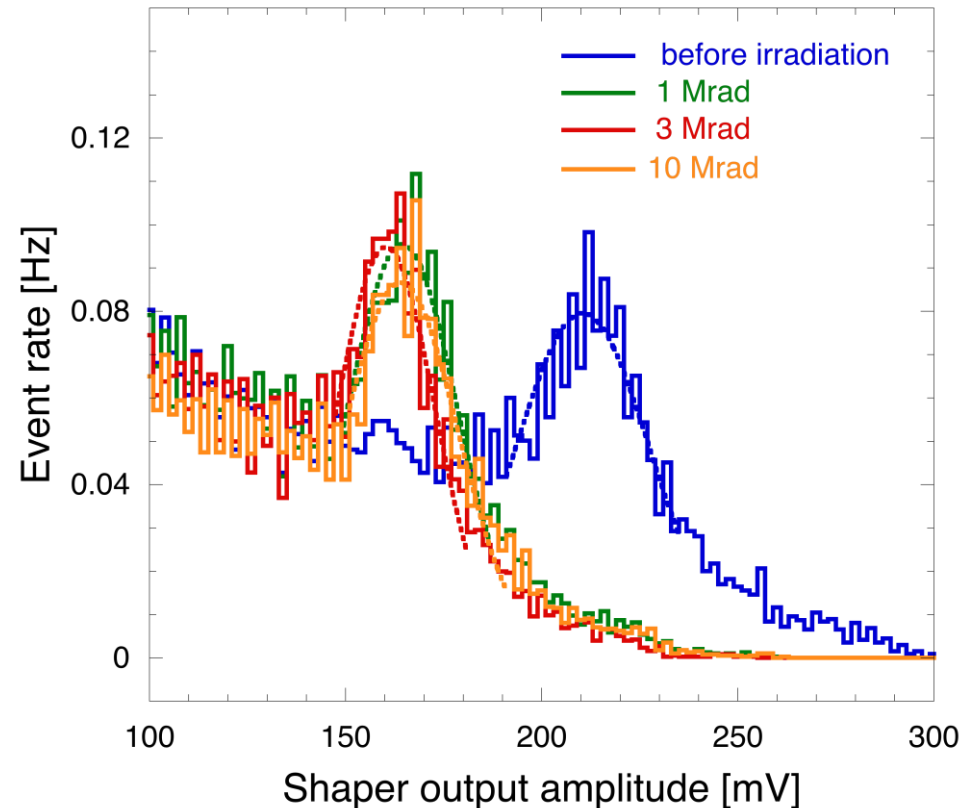 before irradiation
1 Mrad
3 Mrad
10 Mrad
0.12
0.08
0.04
0
Event rate [Hz]
100
150
200
250
300
Shaper output amplitude [mV]